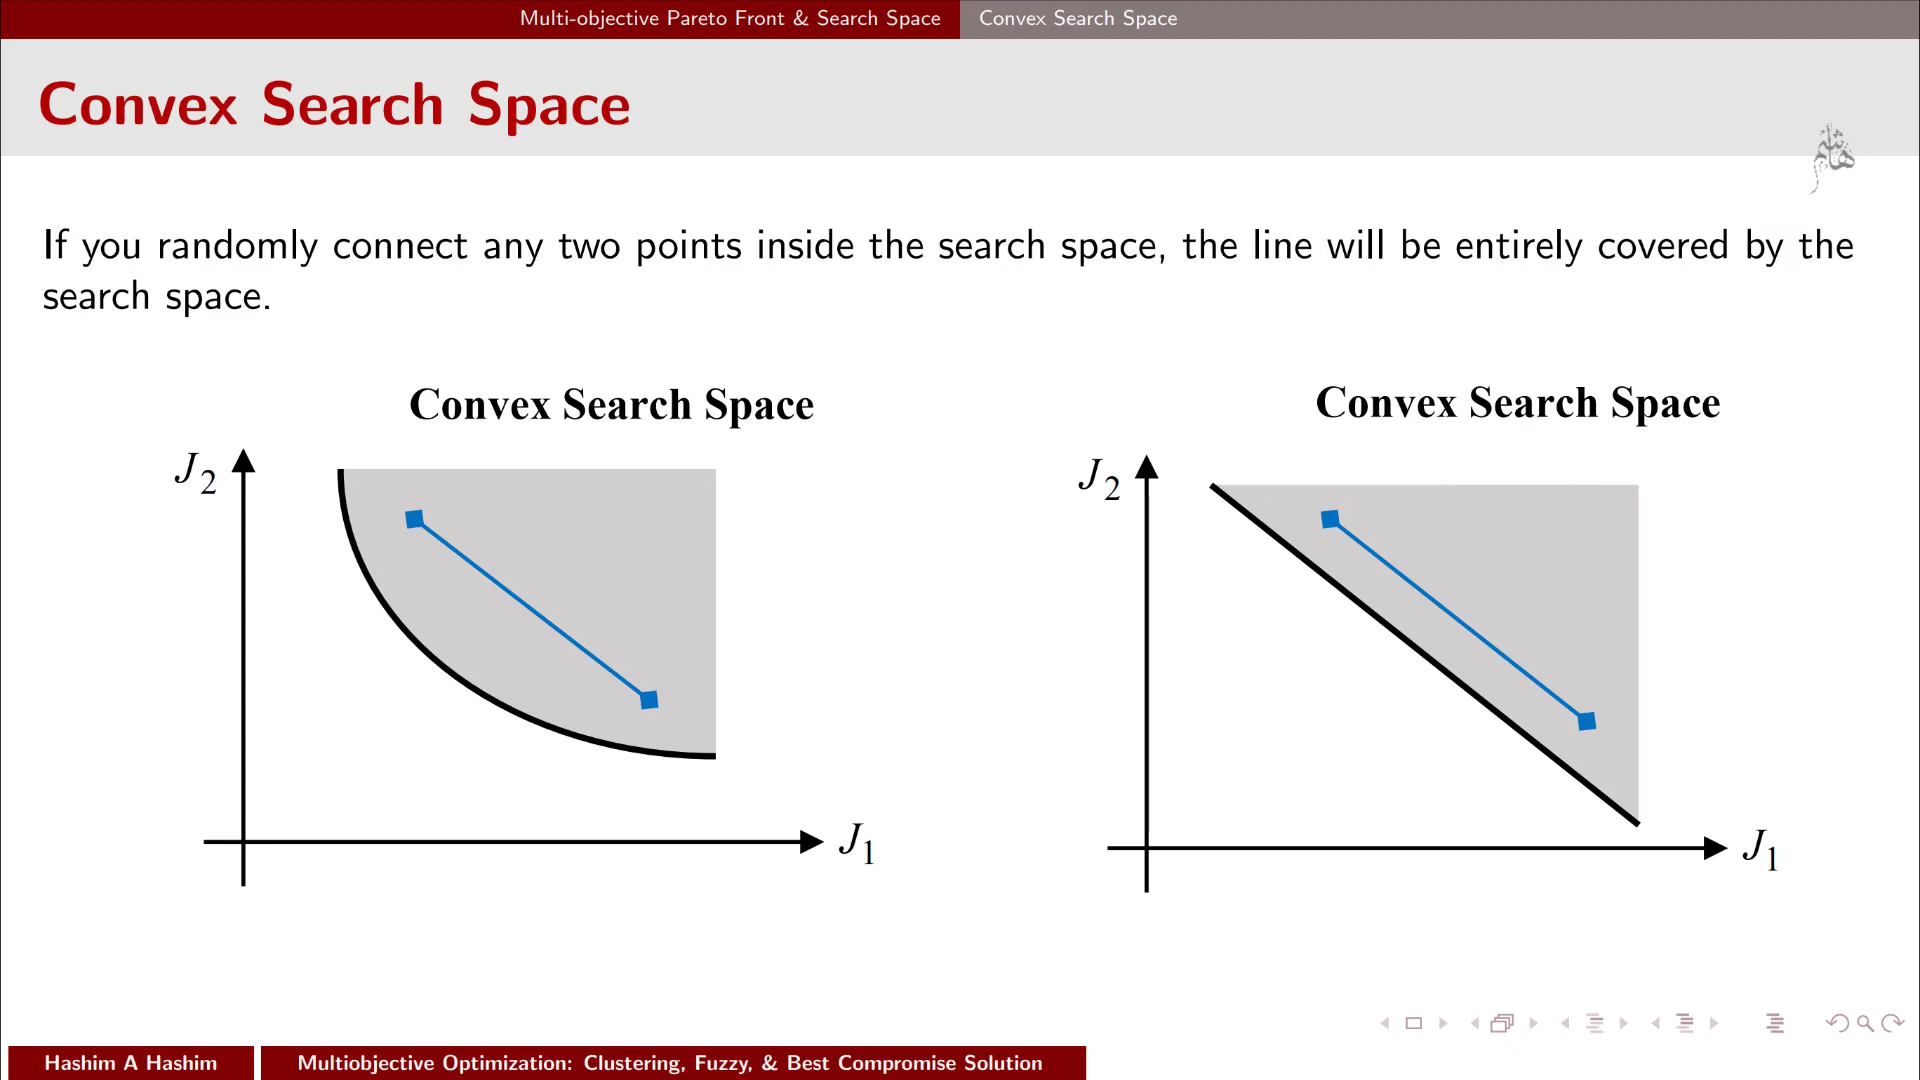 Multi-objective Pareto Front & Search Space
Convex Search Space
Convex Search Space
هاشم
If you randomly connect any two points inside the search space, the line will be entirely covered by the
search space.
Convex Search Space
J2
J1
Convex Search Space
J2
J1
Hashim A Hashim
Multiobjective Optimization: Clustering, Fuzzy, & Best Compromise Solution